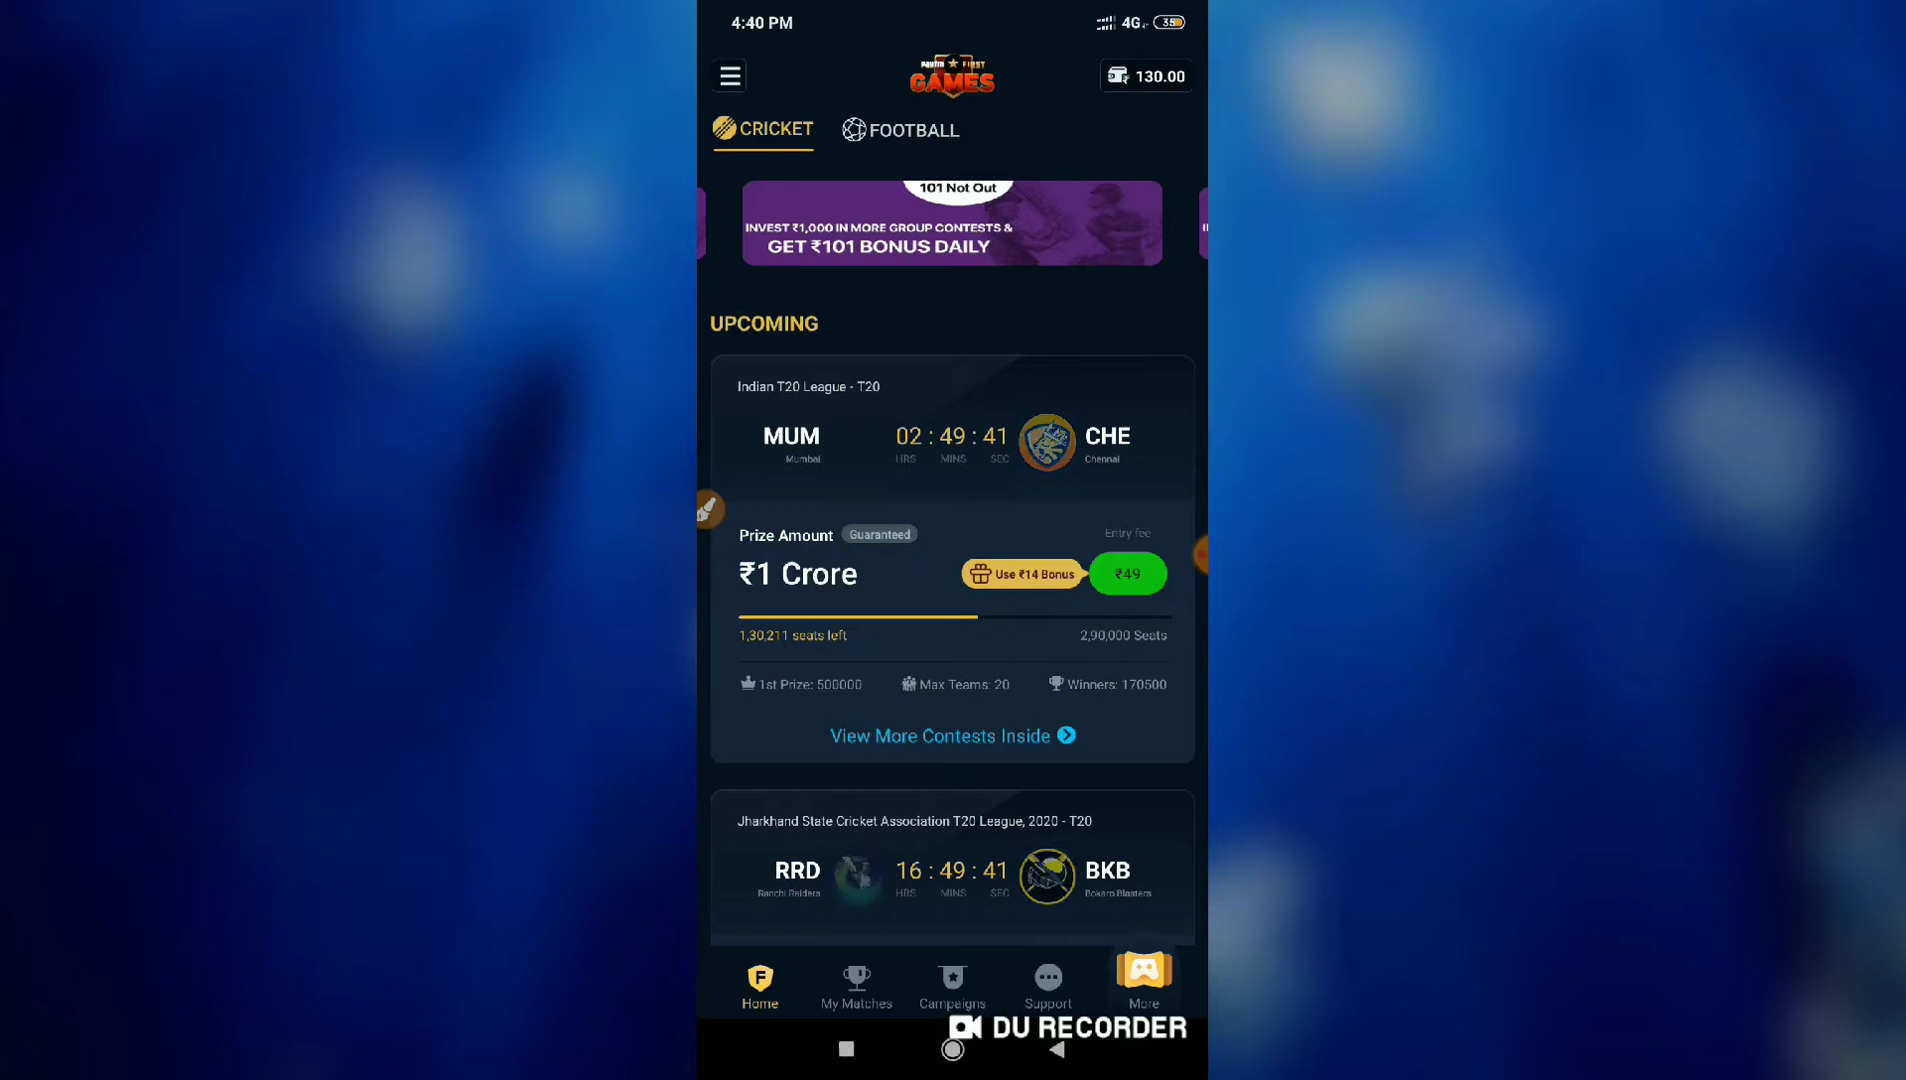 4:40 PM
4G
35
PAYTM FIRST
GAMES
130.00
CRICKET
FOOTBALL
101 Not Out
INVEST ₹1,000 IN MORE GROUP CONTESTS &
GET ₹101 BONUS DAILY
UPCOMING
Indian T20 League - T20
MUM
02 : 49 : 41
CHE
Mumbai
HRS MINS SEC
Chennai
Prize Amount
Guaranteed
Entry fee
₹1 Crore
Use ₹14 Bonus
₹49
1,30,211 seats left
2,90,000 Seats
1st Prize: 500000
Max Teams: 20
Winners: 170500
View More Contests Inside
Jharkhand State Cricket Association T20 League, 2020 - T20
RRD
16 : 49 : 41
BKB
Ranchi Raiders
HRS MINS SEC
Bokaro Blasters
Home
My Matches
Campaigns
Support
More
DU RECORDER